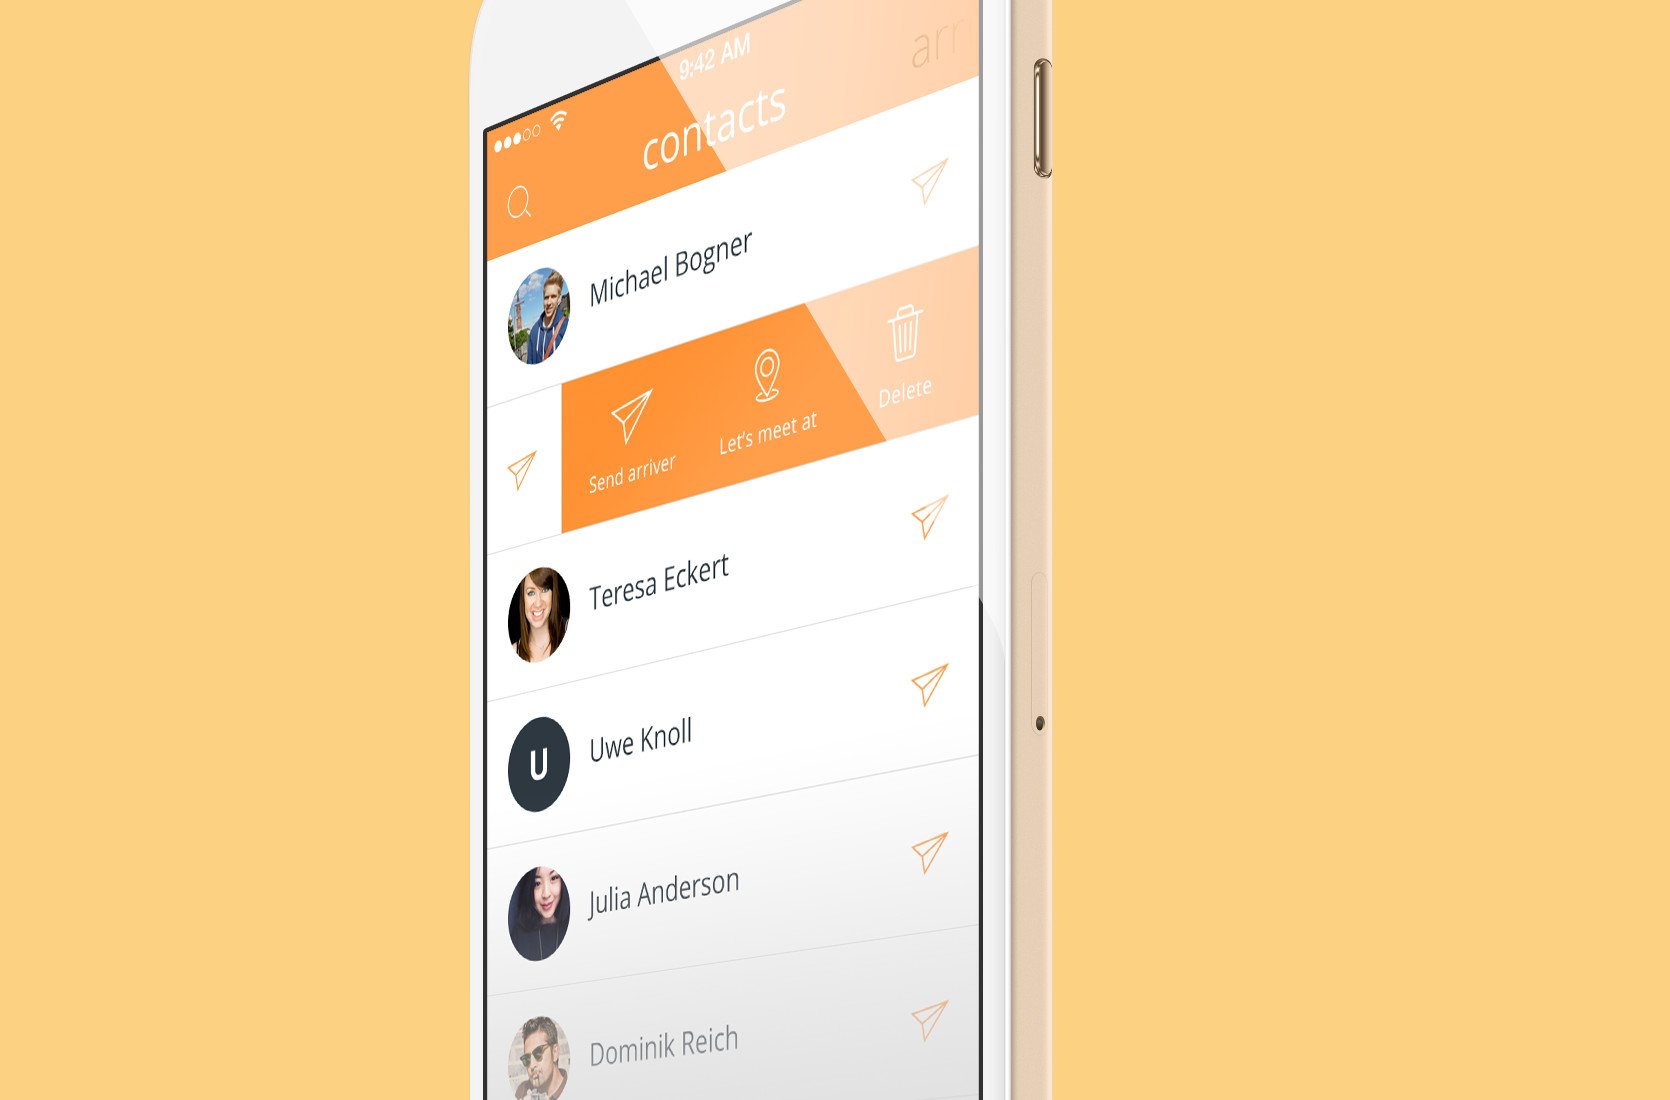 9:42 AM
contacts
arri
Michael Bogner
Send arriver
Let's meet at
Delete
Teresa Eckert
U
Uwe Knoll
Julia Anderson
Dominik Reich